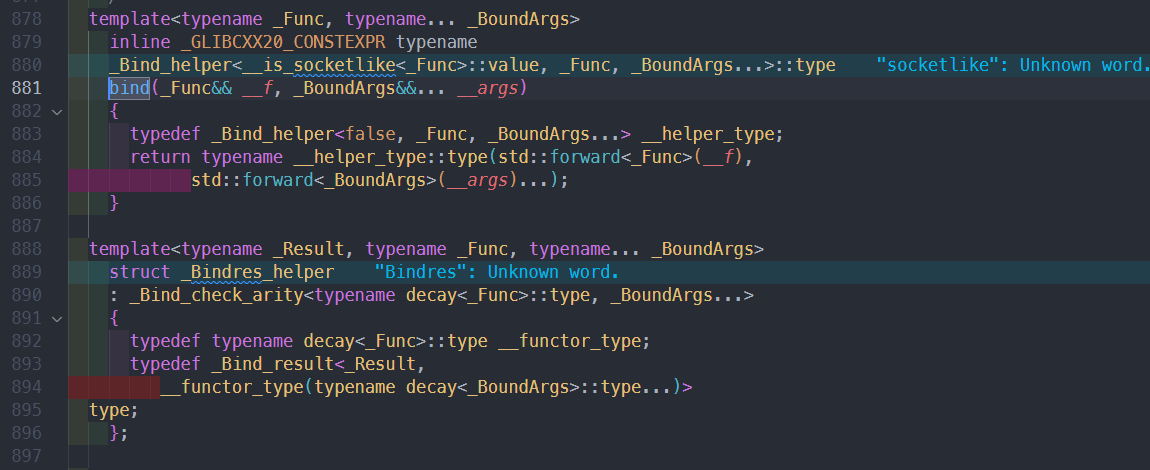 878 template<typename _Func, typename... _BoundArgs>
879 inline _GLIBCXX20_CONSTEXPR typename
880 _Bind_helper<__is_socketlike<_Func>::value, _Func, _BoundArgs...>::type "socketlike": Unknown word.
881 bind(_Func&& __f, _BoundArgs&&... __args)
882 {
883 typedef _Bind_helper<false, _Func, _BoundArgs...> __helper_type;
884 return typename __helper_type::type(std::forward<_Func>(__f),
885 std::forward<_BoundArgs>(__args)...);
886 }
887
888 template<typename _Result, typename _Func, typename... _BoundArgs>
889 struct _Bindres_helper "Bindres": Unknown word.
890 : _Bind_check_arity<typename decay<_Func>::type, _BoundArgs...>
891 {
892 typedef typename decay<_Func>::type __functor_type;
893 typedef _Bind_result<_Result,
894 __functor_type(typename decay<_BoundArgs>::type...)>
895 type;
896 };
897